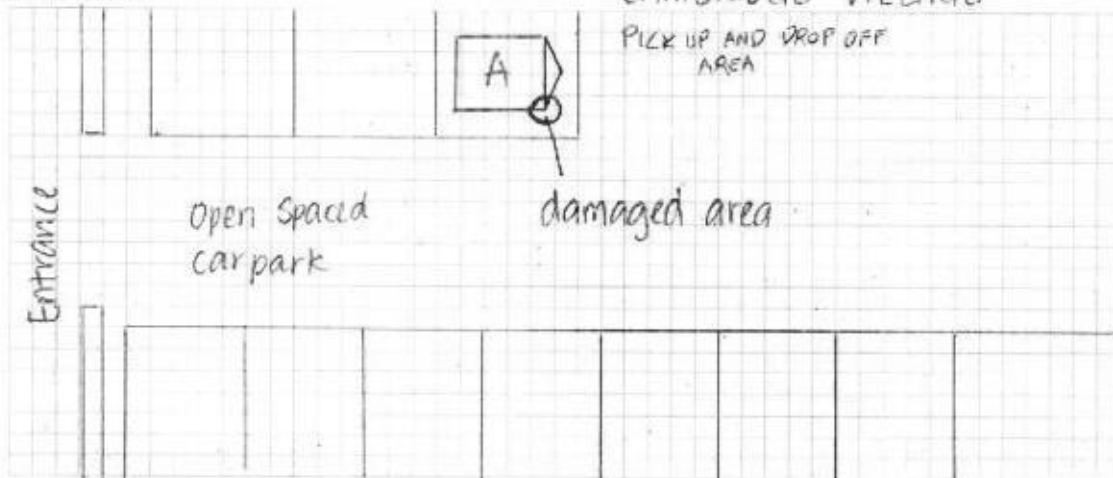 PICK UP AND DROP OFF
AREA
A
damaged area
Open Spaced
carpark
Entrance